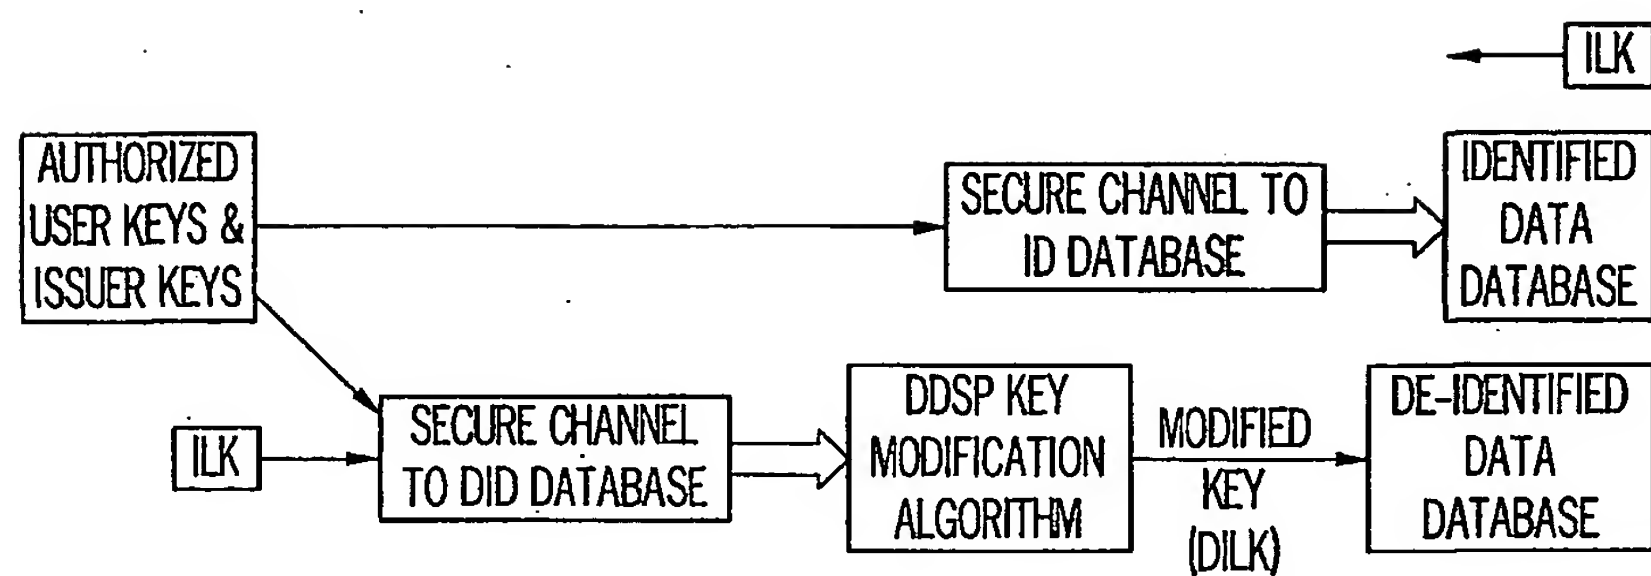 ILK
AUTHORIZED
USER KEYS &
ISSUER KEYS
SECURE CHANNEL TO
ID DATABASE
IDENTIFIED
DATA
DATABASE
ILK
SECURE CHANNEL
TO DID DATABASE
DDSP KEY
MODIFICATION
ALGORITHM
MODIFIED
KEY
(DILK)
DE-IDENTIFIED
DATA
DATABASE